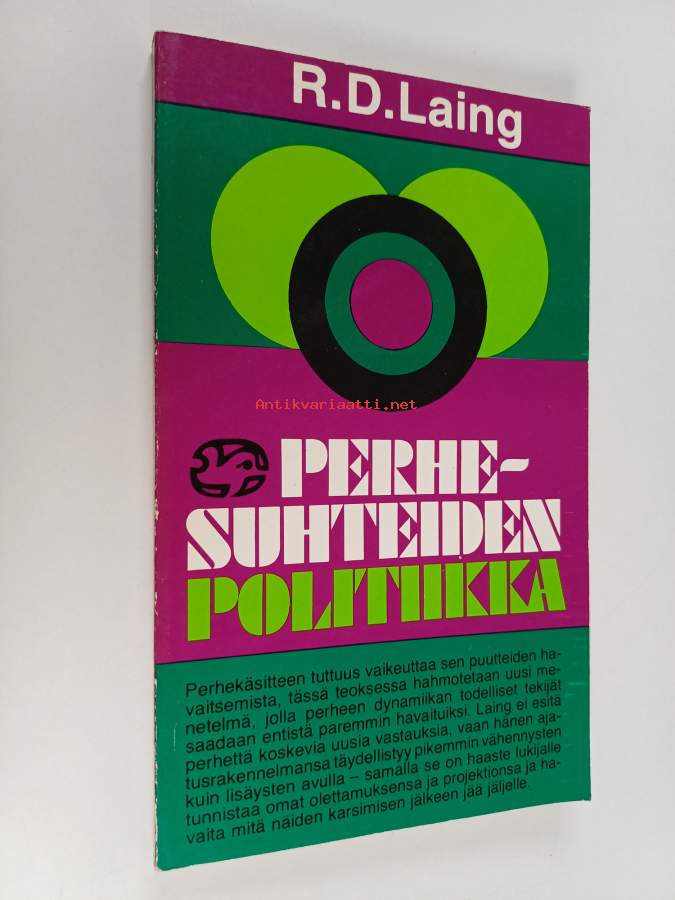 R.D.Laing
Antikvariaatti.net
PERHE-
SUHTEIDEN
POLITIIKKA
Perhekäsitteen tuttuus vaikeuttaa sen puutteiden ha-
vaitsemista, tässä teoksessa hahmotetaan uusi me-
netelmä, jolla perheen dynamiikan todelliset tekijät
saadaan entistä paremmin havaituiksi. Laing ei esitä
perhettä koskevia uusia vastauksia, vaan hänen aja-
tusrakennelmansa täydellistyy pikemmin vähennysten
kuin lisäysten avulla – samalla se on haaste lukijalle
tunnistaa omat olettamuksensa ja projektionsa ja ha-
vaita mitä näiden karsimisen jälkeen jää jäljelle.